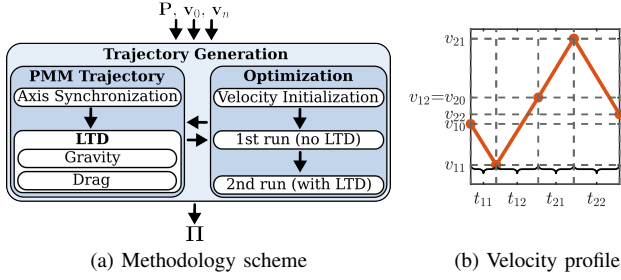 P, v₀, vₙ
Trajectory Generation
PMM Trajectory
Axis Synchronization
LTD
Gravity
Drag
Optimization
Velocity Initialization
1st run (no LTD)
2nd run (with LTD)
Π
(a) Methodology scheme
v₂₁
v₁₂=v₂₀
v₂₂
v₁₀
v₁₁
t₁₁ t₁₂ t₂₁ t₂₂
(b) Velocity profile